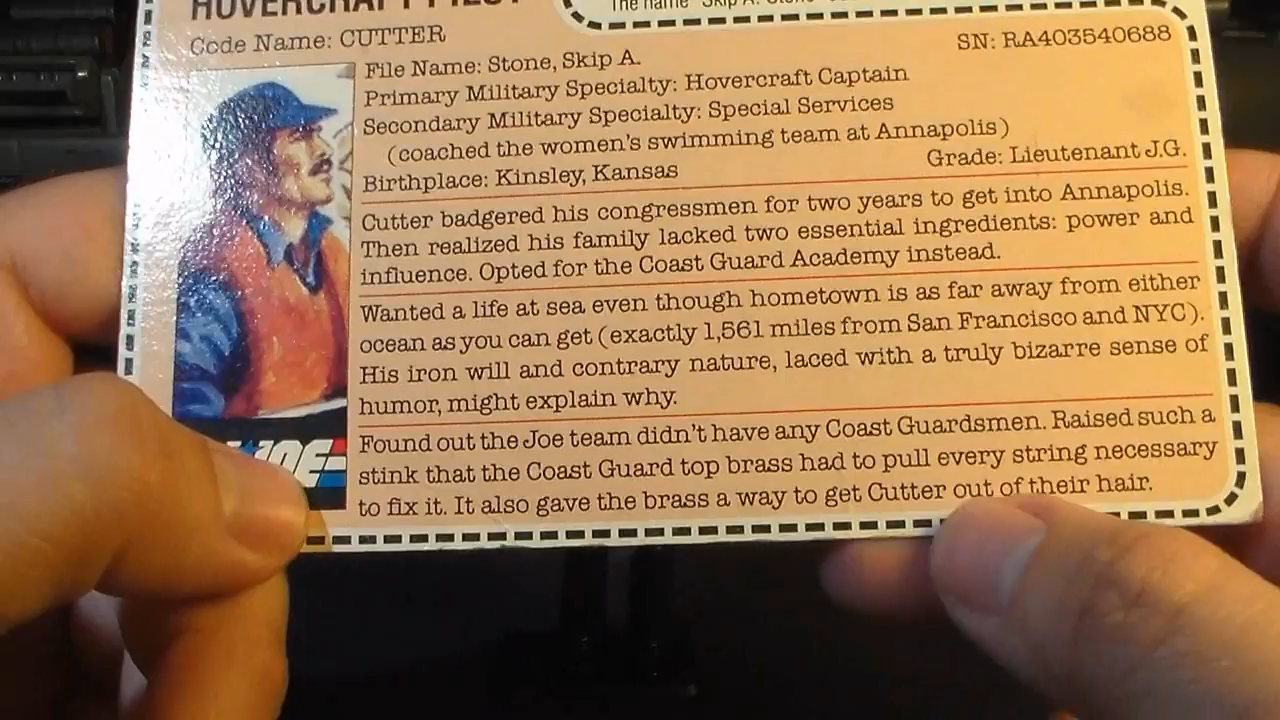 HOVERCRAFT PILOT
The name "Skip A. Stone"
Code Name: CUTTER
SN: RA403540688
File Name: Stone, Skip A.
Primary Military Specialty: Hovercraft Captain
Secondary Military Specialty: Special Services
(coached the women's swimming team at Annapolis)
Birthplace: Kinsley, Kansas
Grade: Lieutenant J.G.
Cutter badgered his congressmen for two years to get into Annapolis.
Then realized his family lacked two essential ingredients: power and
influence. Opted for the Coast Guard Academy instead.
Wanted a life at sea even though hometown is as far away from either
ocean as you can get (exactly 1,561 miles from San Francisco and NYC).
His iron will and contrary nature, laced with a truly bizarre sense of
humor, might explain why.
Found out the Joe team didn't have any Coast Guardsmen. Raised such a
stink that the Coast Guard top brass had to pull every string necessary
to fix it. It also gave the brass a way to get Cutter out of their hair.
JOE